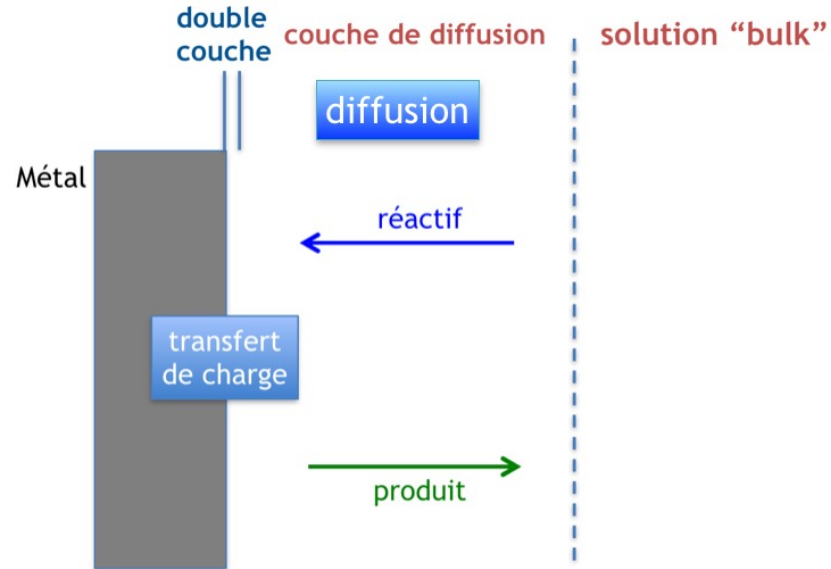 double
couche
couche de diffusion
solution “bulk”
diffusion
Métal
réactif
transfert
de charge
produit